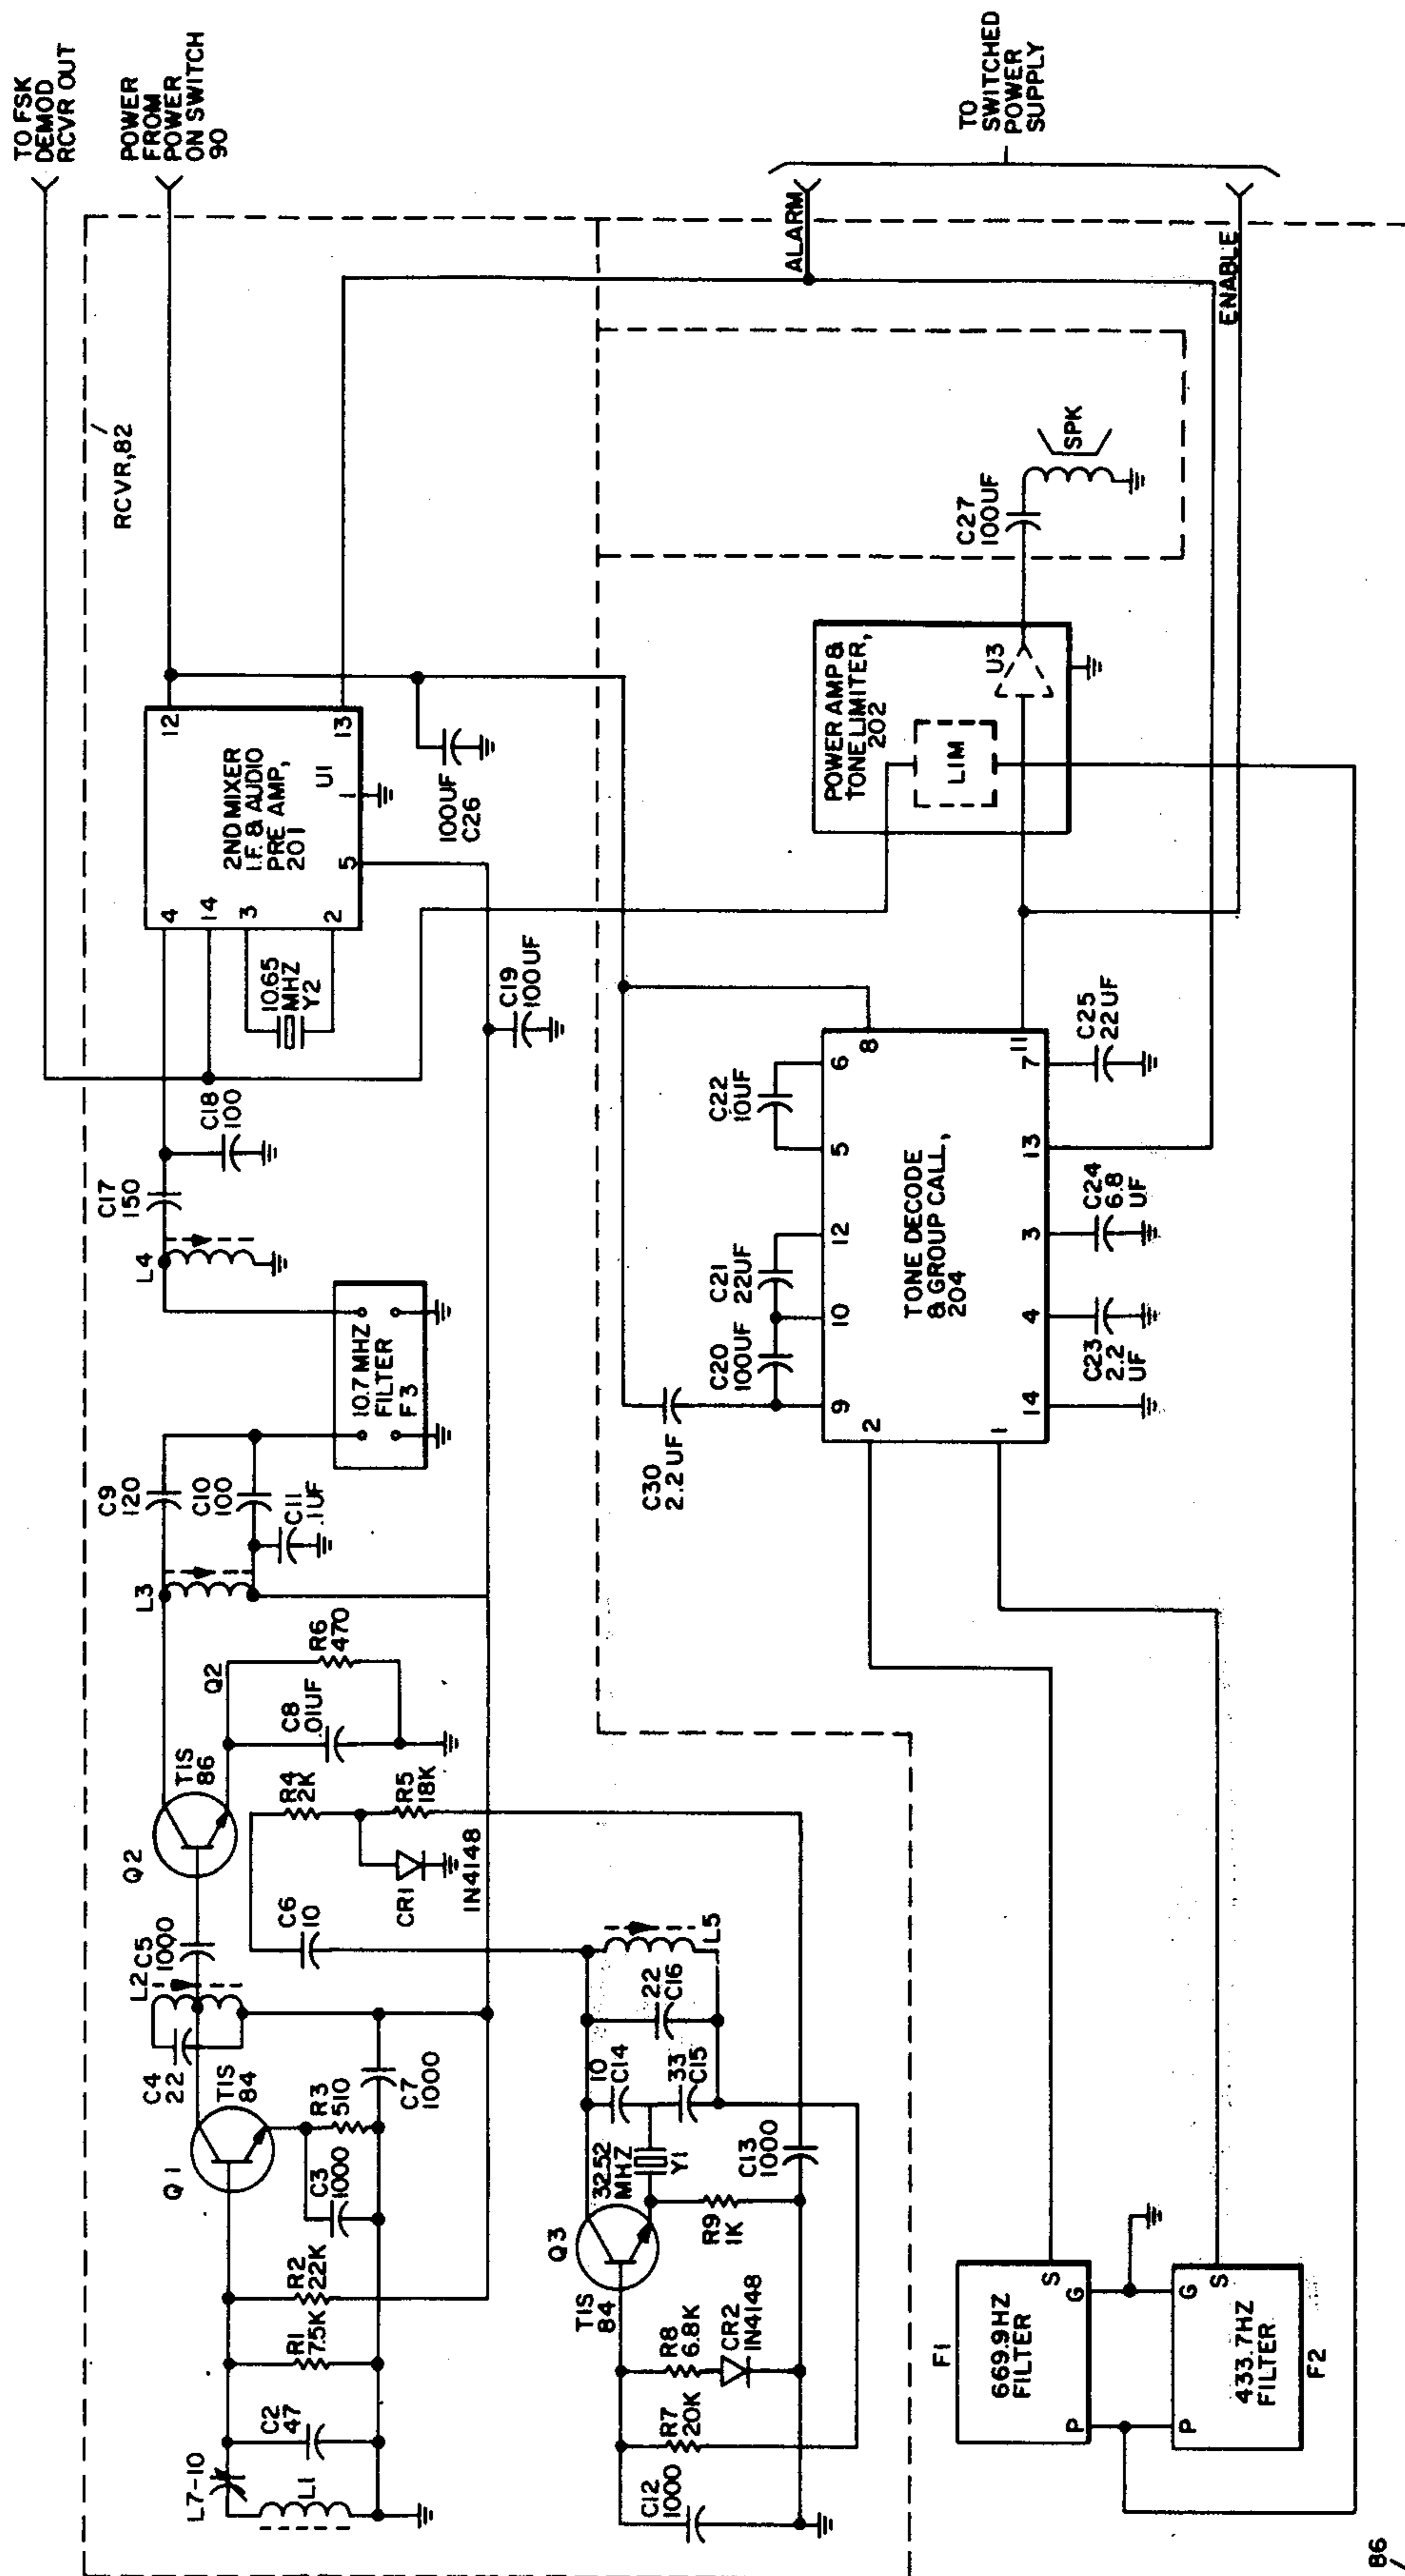 TO FSK
DEMOD
RCVR OUT
POWER
FROM
POWER
ON SWITCH
90
RCVR,82
TO
SWITCHED
POWER
SUPPLY
ALARM
ENABLE
L7-10
L1
C2
47
R1
7.5K
R2
22K
Q1
TIS
84
C3
1000
R3
510
C4
22
L2
C5
1000
C7
1000
Q2
TIS
86
Q2
C8
.01UF
R6
470
C6
10
R4
2K
R5
18K
CR1
IN4148
L3
C9
120
C10
100
C11
.1UF
10.7 MHZ
FILTER
F3
L4
C17
150
C18
100
10.65
MHZ
Y2
4
14
3
2
12
13
5
2ND MIXER
I.F. & AUDIO
PRE AMP,
201
U1
100UF
C26
C19
100UF
C12
1000
R7
20K
R8
6.8K
CR2
IN4148
TIS
84
Q3
32.52
MHZ
Y1
R9
1K
C13
1000
10
C14
33
C15
22
C16
L5
C30
2.2UF
C20
100UF
C21
22UF
C22
10UF
9
10
12
5
6
2
8
TONE DECODE
& GROUP CALL,
204
1
11
14
4
3
13
7
C23
2.2
UF
C24
6.8
UF
C25
22UF
POWER AMP &
TONE LIMITER,
202
LIM
U3
C27
100UF
SPK
F1
669.9HZ
FILTER
P
G
S
433.7HZ
FILTER
P
G
S
F2
86